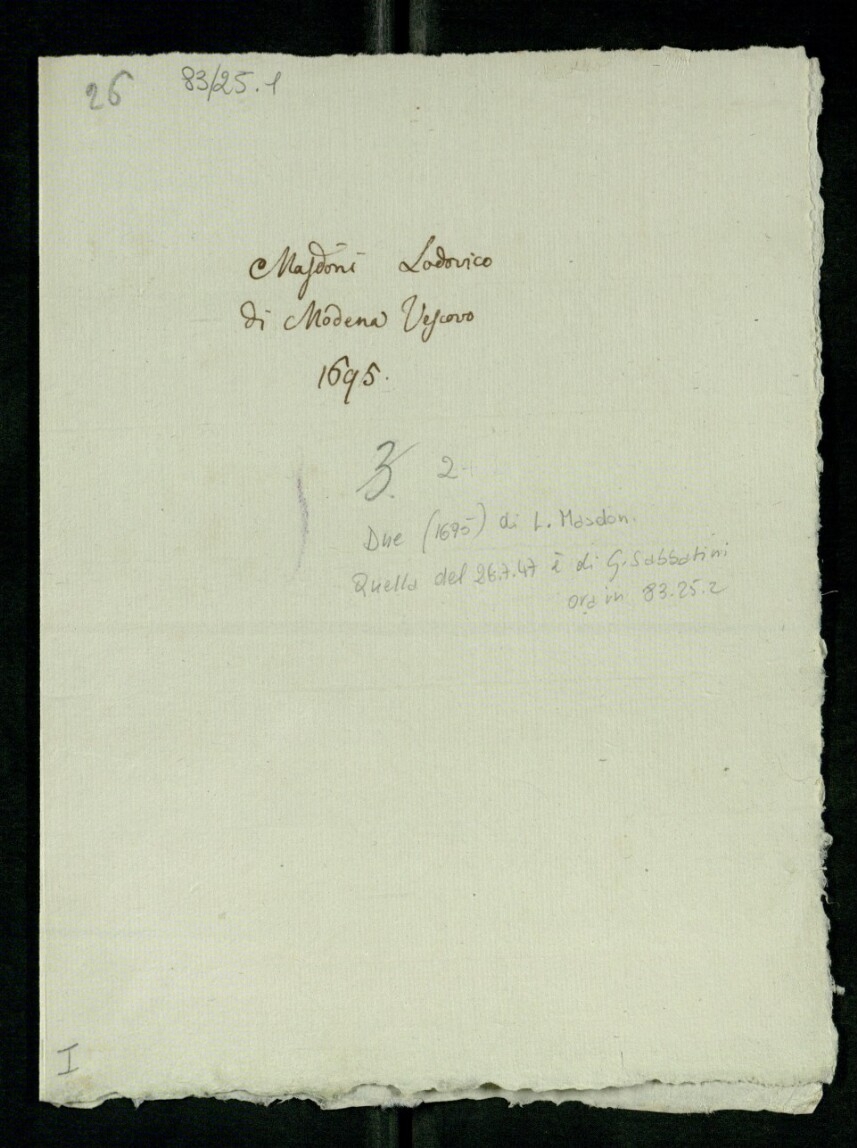 26 83/25.1
Masdoni Lodovico
di Modena Vescovo
1695.
3. 2
Due (1695) di L. Masdon.
Quella del 26.7.47 è di G. Sabbatini
ora in 83.25.2
I